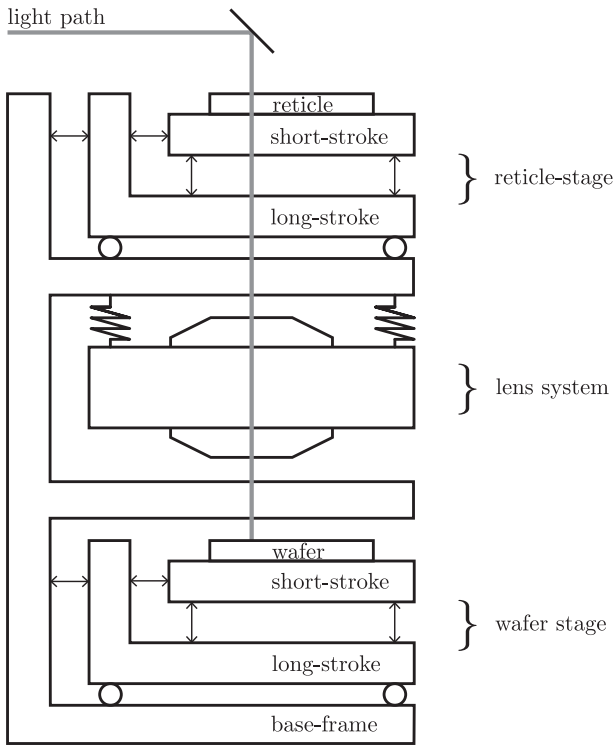 light path
reticle
short-stroke
reticle-stage
long-stroke
lens system
wafer
short-stroke
wafer stage
long-stroke
base-frame